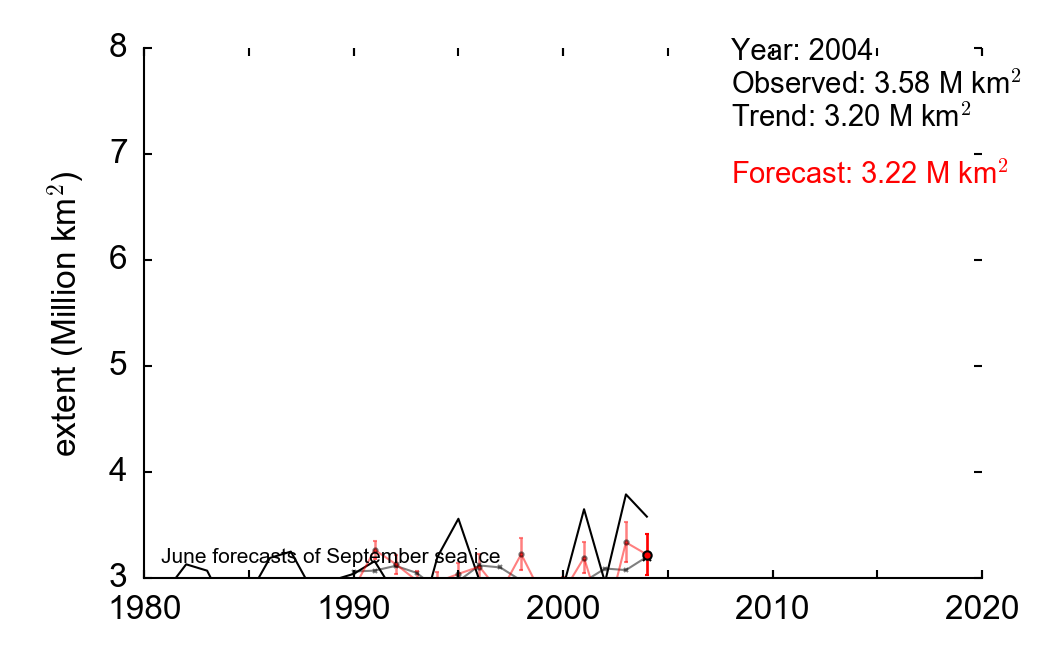 8
Year: 2004
Observed: 3.58 M km²
Trend: 3.20 M km²
7
Forecast: 3.22 M km²
extent (Million km²)
6
5
4
June forecasts of September sea ice
3
1980 1990 2000 2010 2020